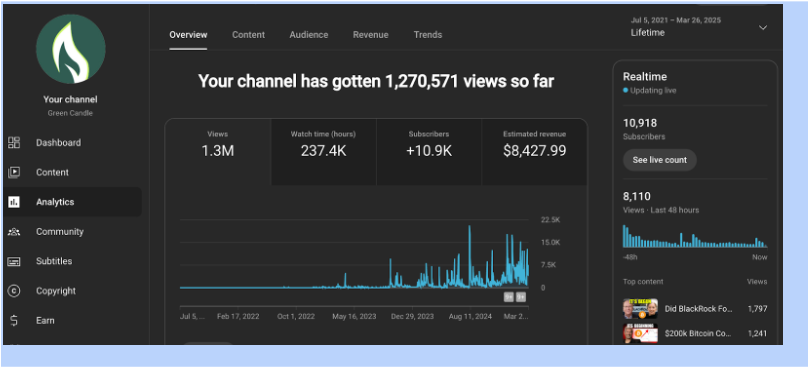 Overview
Content
Audience
Revenue
Trends
Jul 5, 2021 – Mar 26, 2025
Lifetime
Your channel
Green Candle
Dashboard
Content
Analytics
Community
Subtitles
Copyright
Earn
Your channel has gotten 1,270,571 views so far
Views
1.3M
Watch time (hours)
237.4K
Subscribers
+10.9K
Estimated revenue
$8,427.99
22.5K
15.0K
7.5K
0
Jul 5, ...
Feb 17, 2022
Oct 1, 2022
May 16, 2023
Dec 29, 2023
Aug 11, 2024
Mar 2...
Realtime
Updating live
10,918
Subscribers
See live count
8,110
Views · Last 48 hours
-48h
Now
Top content
Views
Did BlackRock Fo...
1,797
$200k Bitcoin Co...
1,241